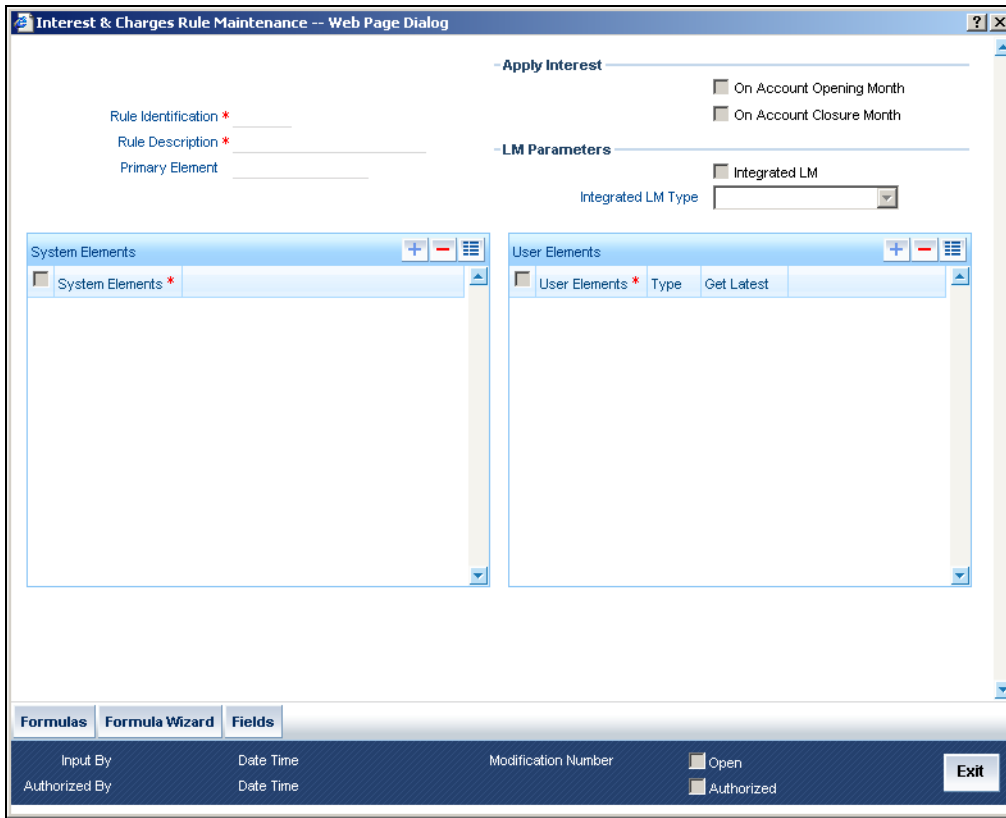 Interest & Charges Rule Maintenance -- Web Page Dialog
Apply Interest
On Account Opening Month
On Account Closure Month
Rule Identification *
Rule Description *
Primary Element
LM Parameters
Integrated LM
Integrated LM Type
System Elements
System Elements *
User Elements
User Elements * Type Get Latest
Formulas Formula Wizard Fields
Input By Date Time Modification Number Open
Authorized By Date Time Authorized
Exit